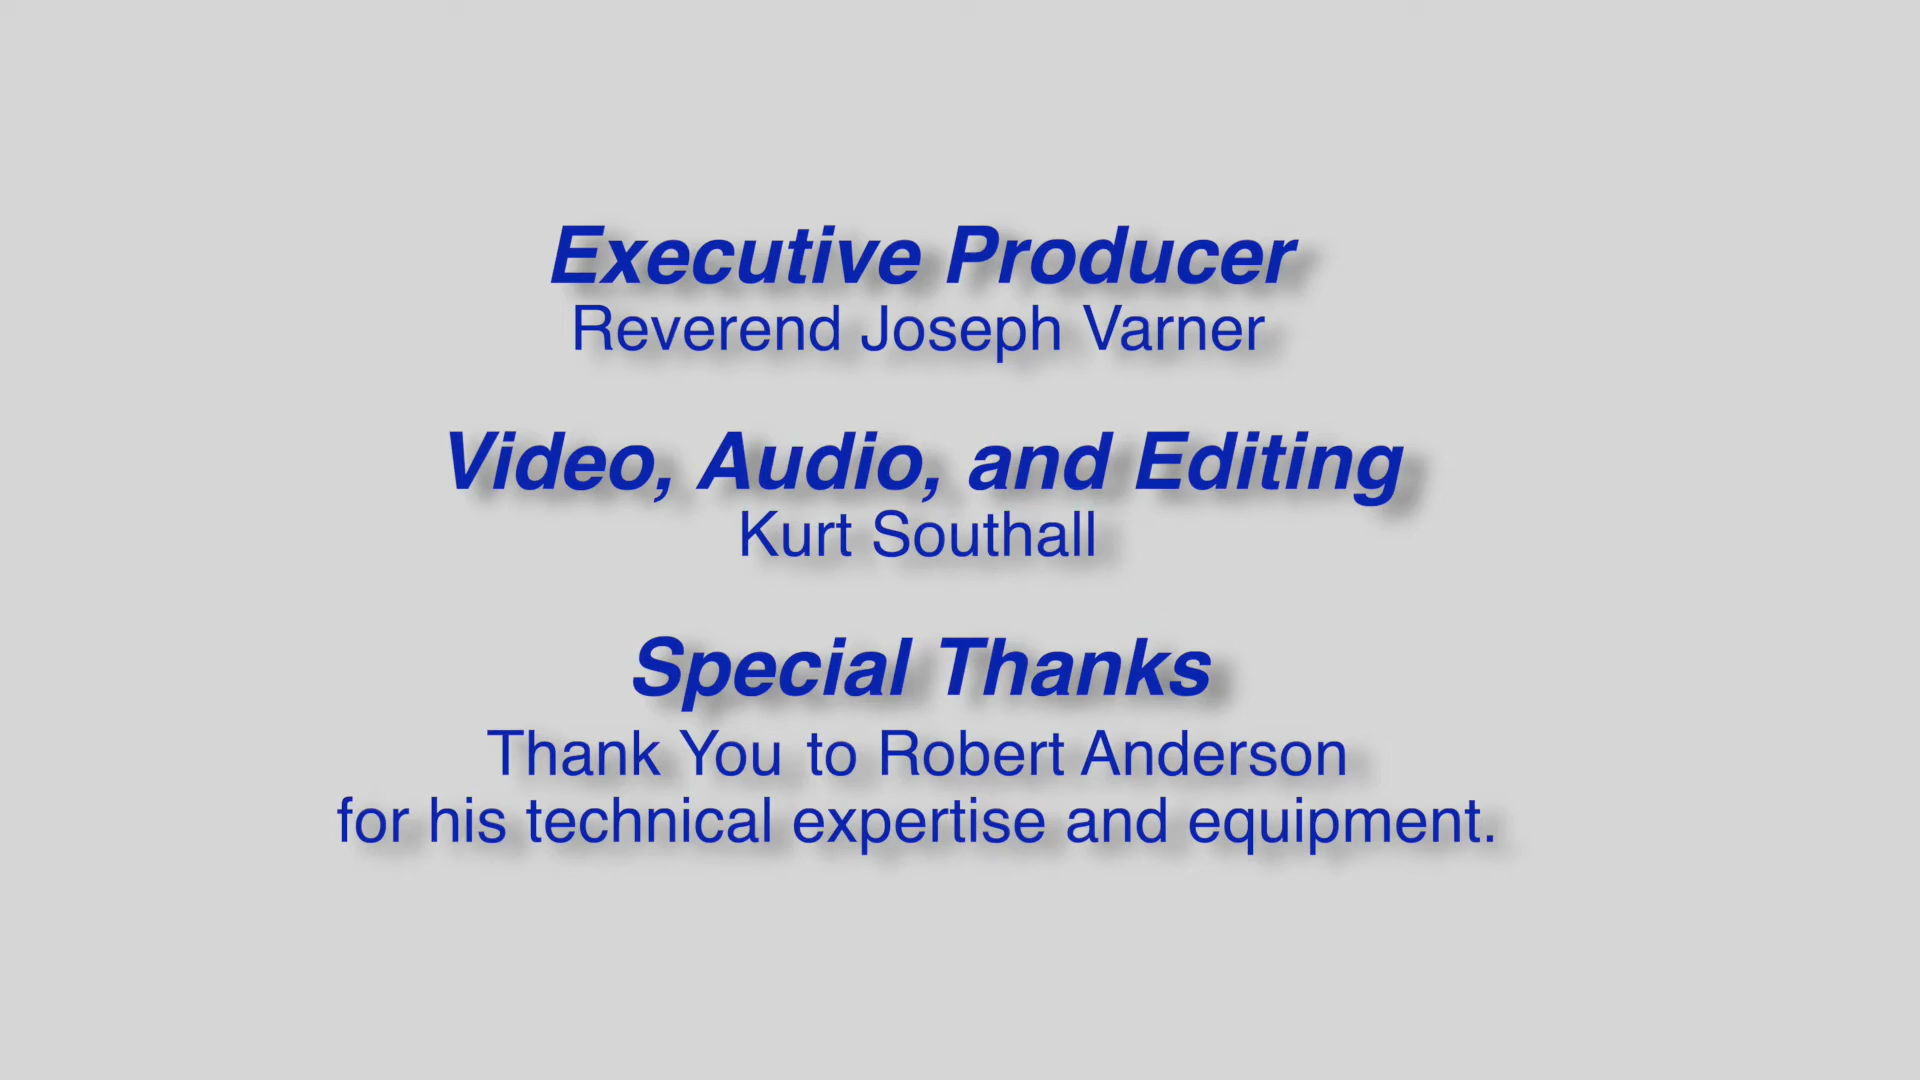 Executive Producer
Reverend Joseph Varner
Video, Audio, and Editing
Kurt Southall
Special Thanks
Thank You to Robert Anderson
for his technical expertise and equipment.